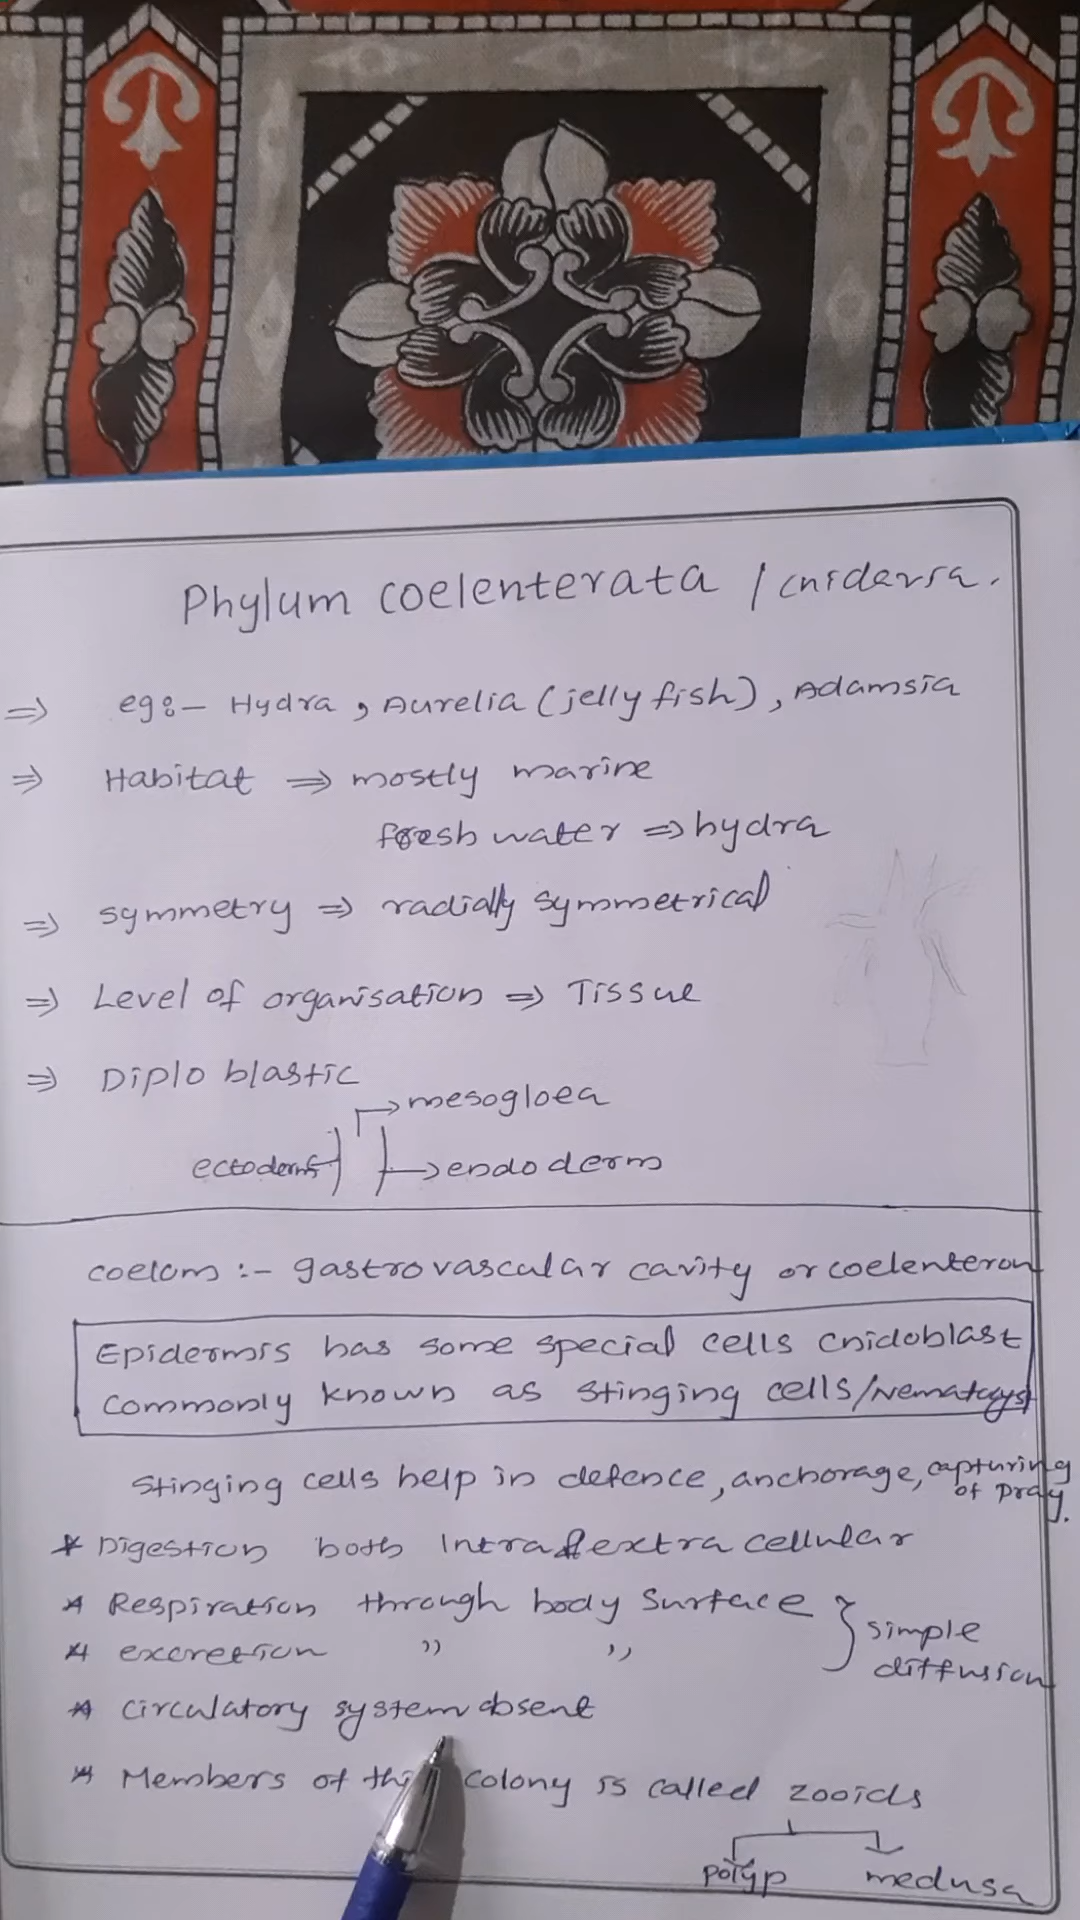 Phylum coelenterata / cnidaria.
⇒ eg:- Hydra, Aurelia (jelly fish), Adamsia
⇒ Habitat ⇒ mostly marine
fresh water ⇒ hydra
⇒ symmetry ⇒ radially symmetrical
⇒ Level of organisation ⇒ Tissue
⇒ Diplo blastic
→ mesogloea
ectoderm → endoderm
coelom :- gastrovascular cavity or coelenteron
Epidermis has some special cells cnidoblast
commonly known as stinging cells/Nematocyst
stinging cells help in defence, anchorage, capturing
of pray.
* Digestion both Intra & extra cellular
* Respiration through body surface
* excretion " "
simple
diffusion
* circulatory system absent
* Members of colony is called zooids
polyp medusa